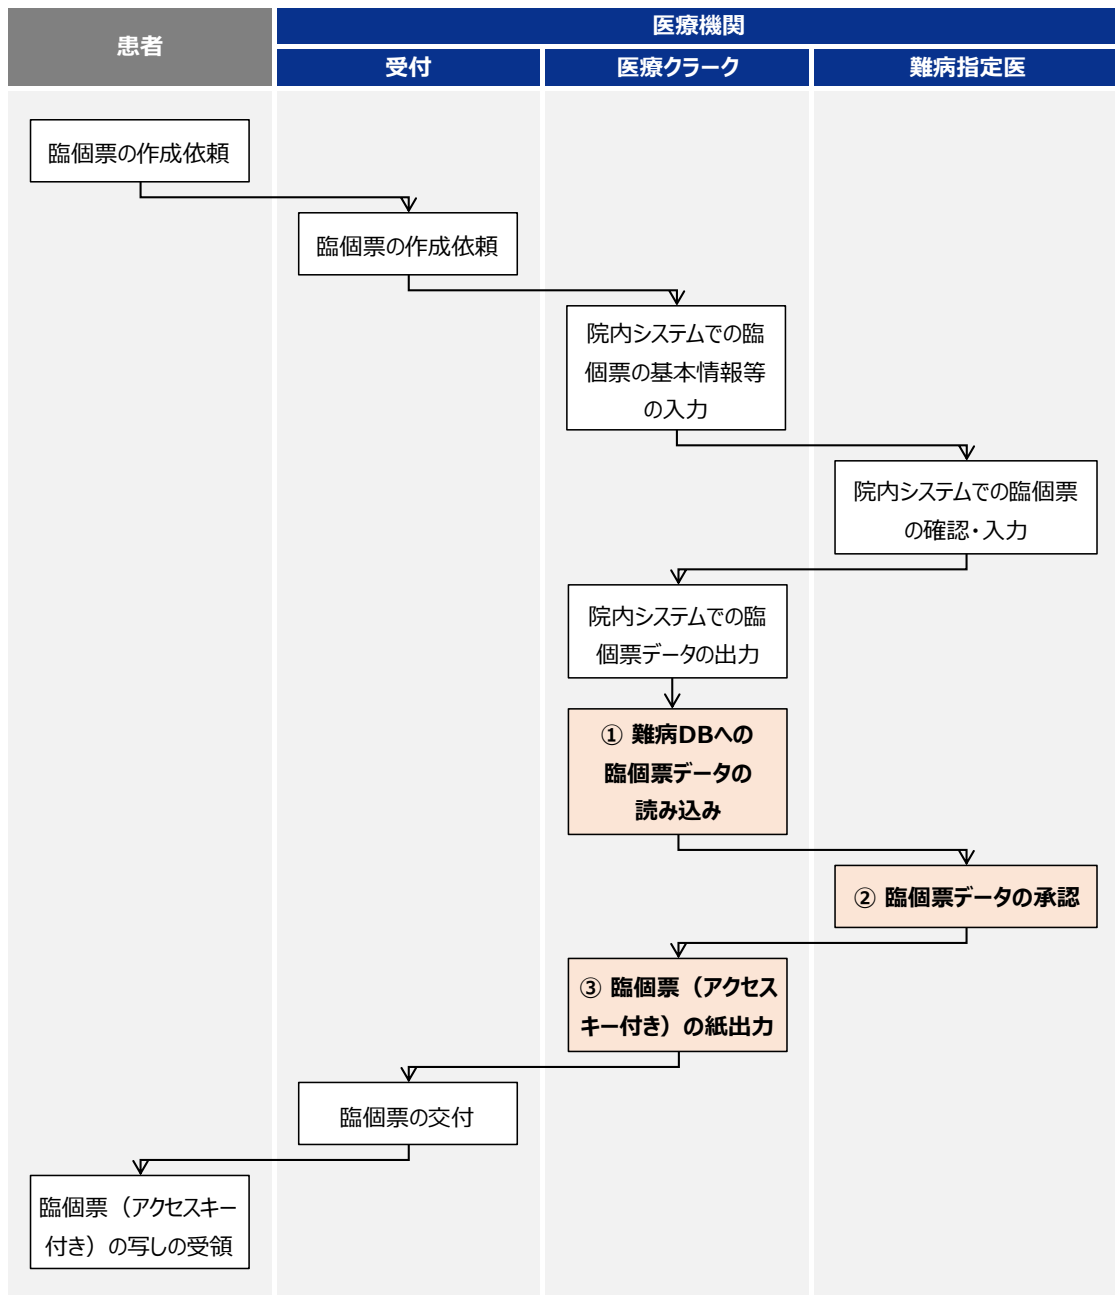 患者
医療機関
受付
医療クラーク
難病指定医
臨個票の作成依頼
臨個票の作成依頼
院内システムでの臨
個票の基本情報等
の入力
院内システムでの臨個票
の確認・入力
院内システムでの臨
個票データの出力
① 難病DBへの
臨個票データの
読み込み
② 臨個票データの承認
③ 臨個票（アクセス
キー付き）の紙出力
臨個票の交付
臨個票（アクセスキー
付き）の写しの受領